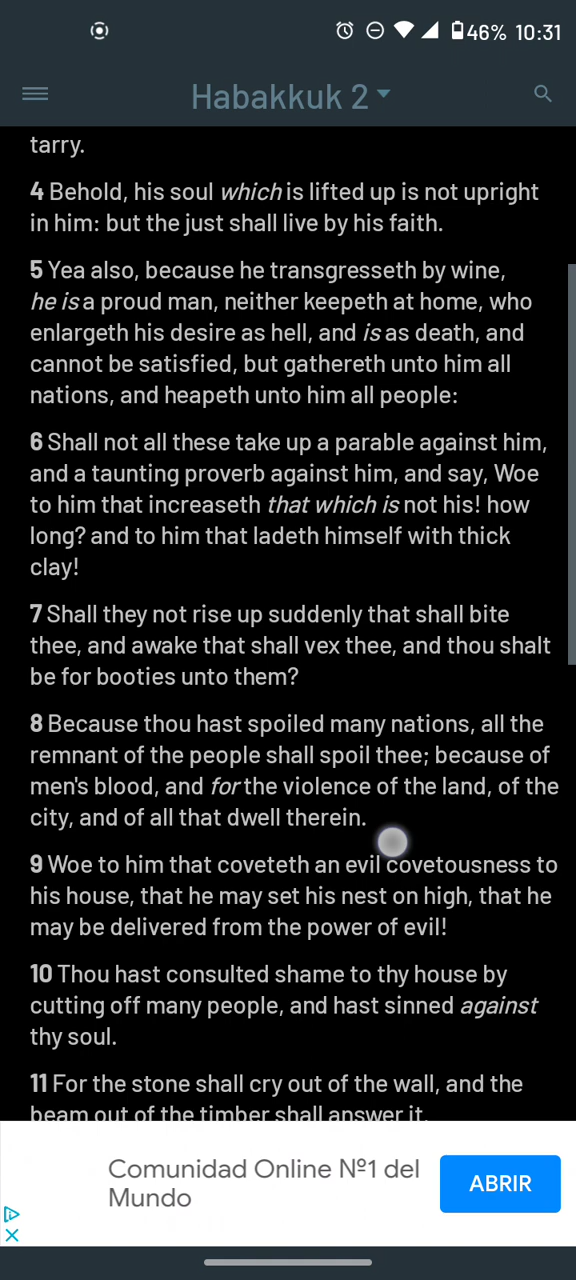 46% 10:31
Habakkuk 2
tarry.
4 Behold, his soul which is lifted up is not upright
in him: but the just shall live by his faith.
5 Yea also, because he transgresseth by wine,
he is a proud man, neither keepeth at home, who
enlargeth his desire as hell, and is as death, and
cannot be satisfied, but gathereth unto him all
nations, and heapeth unto him all people:
6 Shall not all these take up a parable against him,
and a taunting proverb against him, and say, Woe
to him that increaseth that which is not his! how
long? and to him that ladeth himself with thick
clay!
7 Shall they not rise up suddenly that shall bite
thee, and awake that shall vex thee, and thou shalt
be for booties unto them?
8 Because thou hast spoiled many nations, all the
remnant of the people shall spoil thee; because of
men's blood, and for the violence of the land, of the
city, and of all that dwell therein.
9 Woe to him that coveteth an evil covetousness to
his house, that he may set his nest on high, that he
may be delivered from the power of evil!
10 Thou hast consulted shame to thy house by
cutting off many people, and hast sinned against
thy soul.
11 For the stone shall cry out of the wall, and the
beam out of the timber shall answer it.
Comunidad Online Nº1 del
Mundo
ABRIR